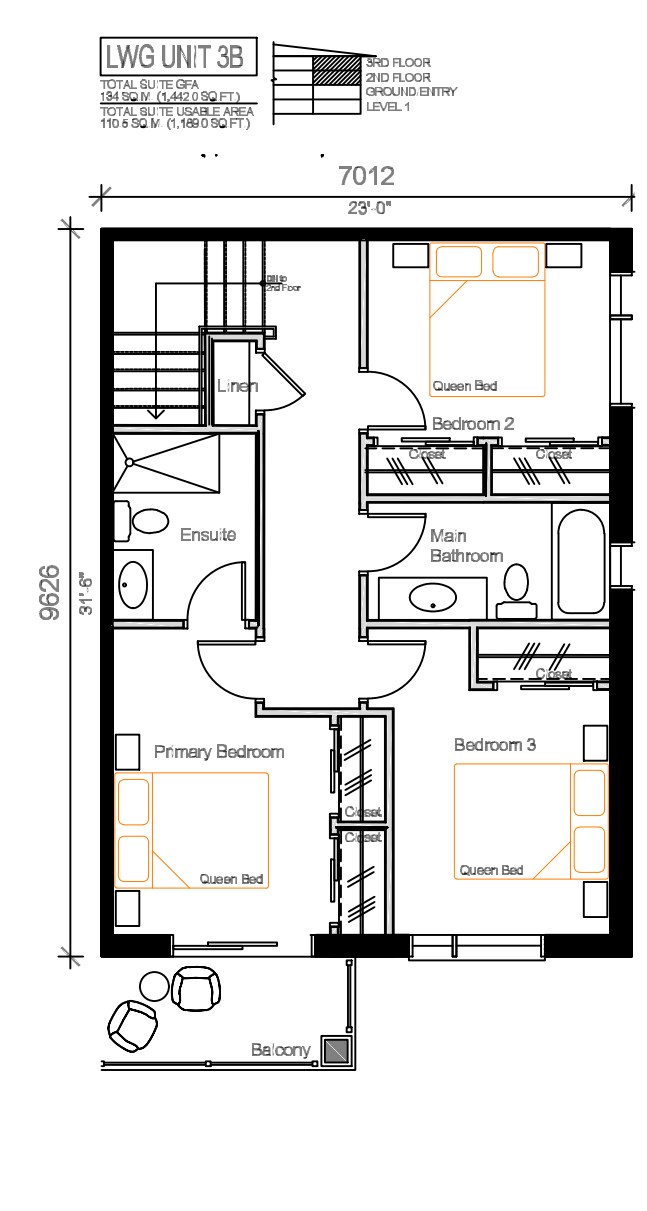 LWG UNIT 3B
TOTAL SUITE GFA
134 SQ.M. (1,442.0 SQ.FT.)
TOTAL SUITE USABLE AREA
110.5 SQ.M. (1,189.0 SQ.FT.)
3RD FLOOR
2ND FLOOR
GROUND/ENTRY
LEVEL 1
7012
23'-0"
9626
31'-6"
2nd Floor
Linen
Queen Bed
Bedroom 2
Closet
Closet
Ensuite
Main
Bathroom
Closet
Primary Bedroom
Bedroom 3
Closet
Closet
Queen Bed
Queen Bed
Balcony